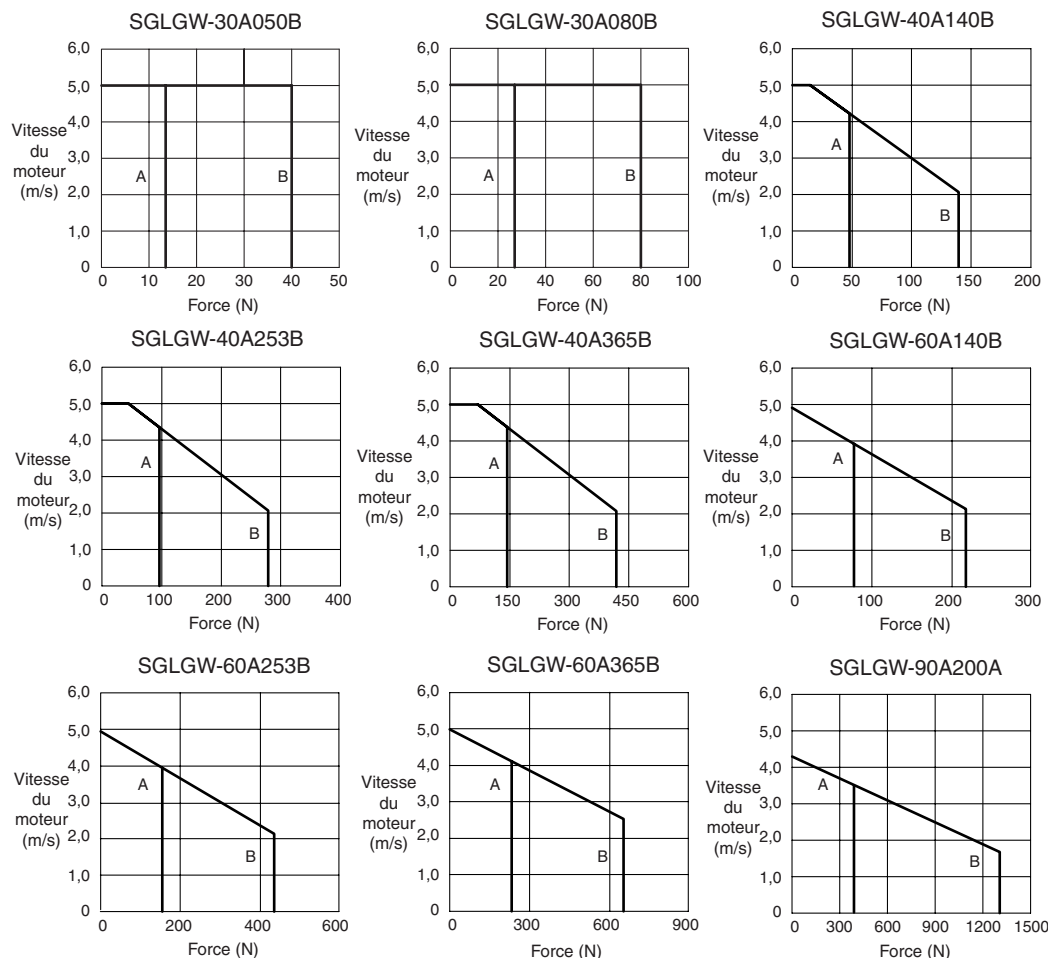 SGLGW-30A050B
6,0
5,0
4,0
3,0
2,0
1,0
0
Vitesse
du
moteur
(m/s)
A
B
0 10 20 30 40 50
Force (N)
SGLGW-30A080B
6,0
5,0
4,0
3,0
2,0
1,0
0
Vitesse
du
moteur
(m/s)
A
B
0 20 40 60 80 100
Force (N)
SGLGW-40A140B
6,0
5,0
4,0
3,0
2,0
1,0
0
Vitesse
du
moteur
(m/s)
A
B
0 50 100 150 200
Force (N)
SGLGW-40A253B
6,0
5,0
4,0
3,0
2,0
1,0
0
Vitesse
du
moteur
(m/s)
A
B
0 100 200 300 400
Force (N)
SGLGW-40A365B
6,0
5,0
4,0
3,0
2,0
1,0
0
Vitesse
du
moteur
(m/s)
A
B
0 150 300 450 600
Force (N)
SGLGW-60A140B
6,0
5,0
4,0
3,0
2,0
1,0
0
Vitesse
du
moteur
(m/s)
A
B
0 100 200 300
Force (N)
SGLGW-60A253B
6,0
5,0
4,0
3,0
2,0
1,0
0
Vitesse
du
moteur
(m/s)
A
B
0 200 400 600
Force (N)
SGLGW-60A365B
6,0
5,0
4,0
3,0
2,0
1,0
0
Vitesse
du
moteur
(m/s)
A
B
0 300 600 900
Force (N)
SGLGW-90A200A
6,0
5,0
4,0
3,0
2,0
1,0
0
Vitesse
du
moteur
(m/s)
A
B
0 300 600 900 1200 1500
Force (N)